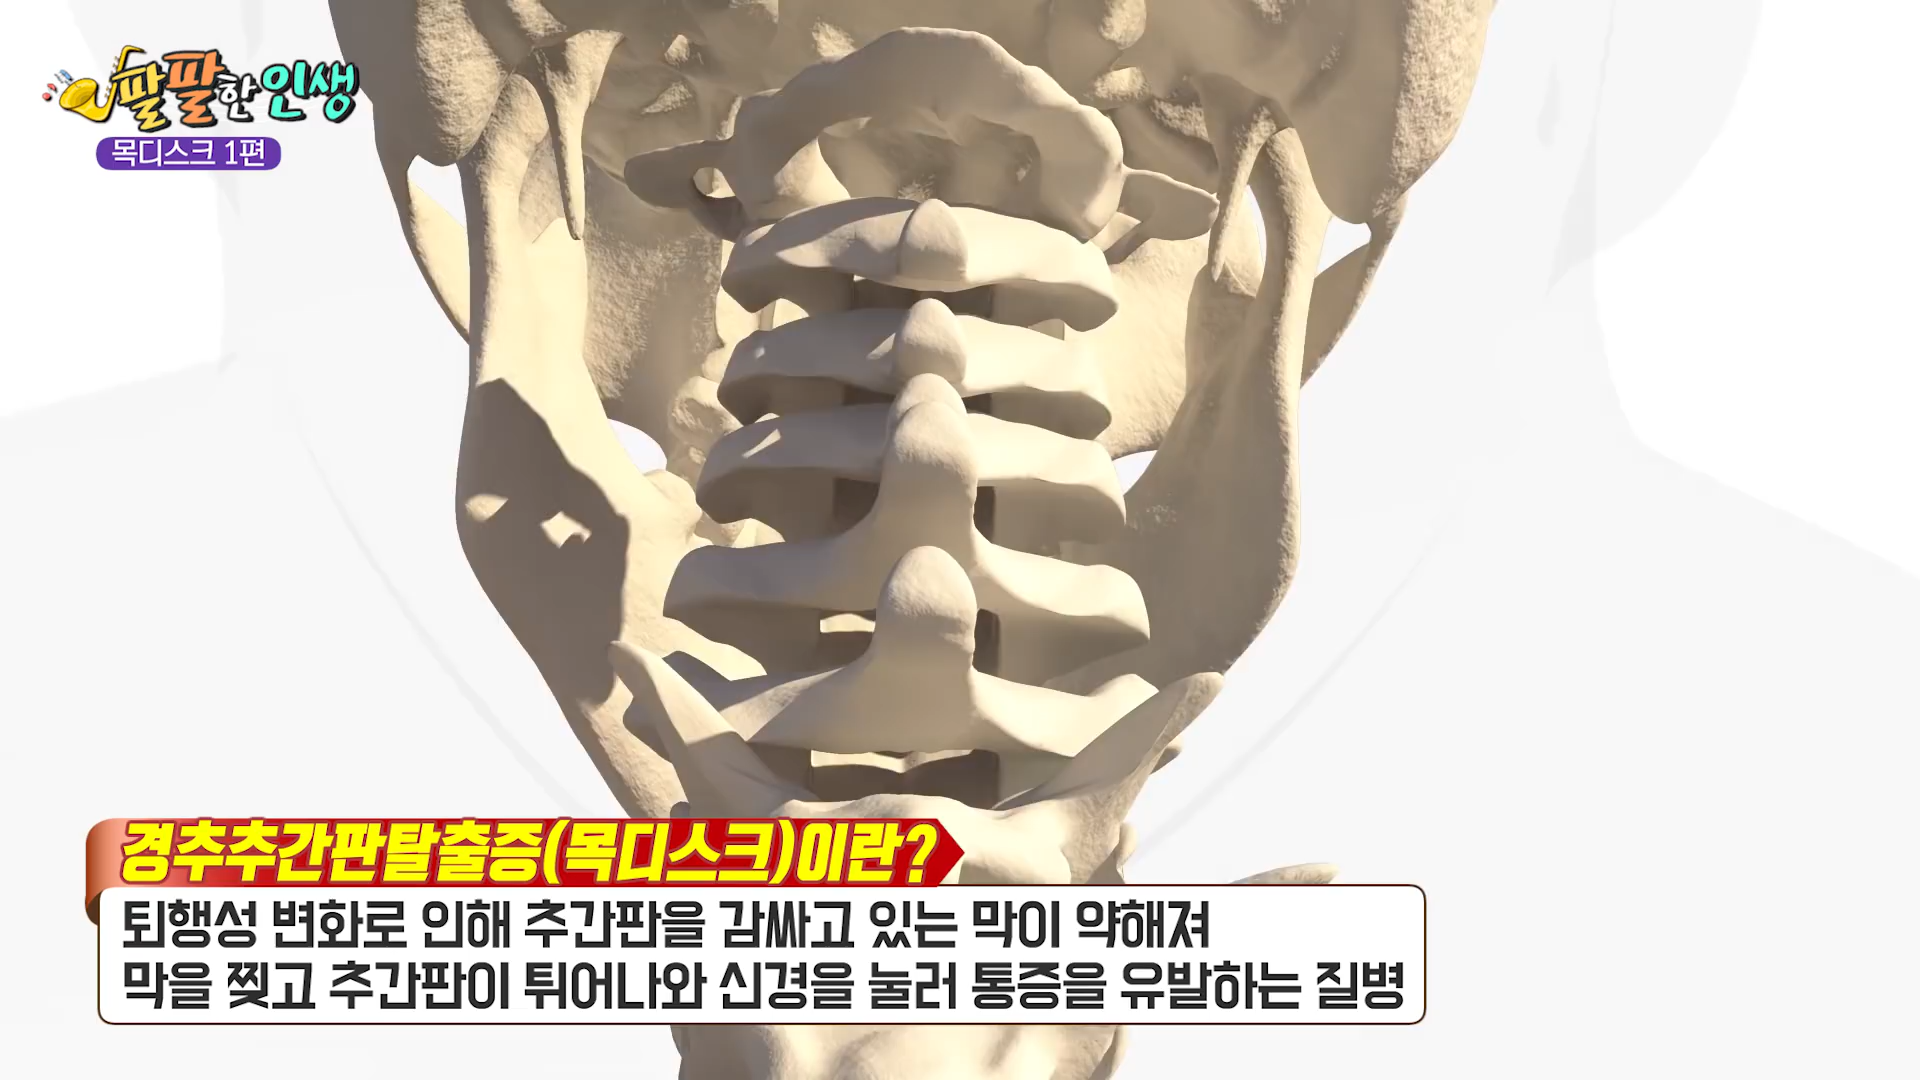 팔팔한인생
목디스크 1편
경추추간판탈출증(목디스크)이란?
퇴행성 변화로 인해 추간판을 감싸고 있는 막이 약해져
막을 찢고 추간판이 튀어나와 신경을 눌러 통증을 유발하는 질병